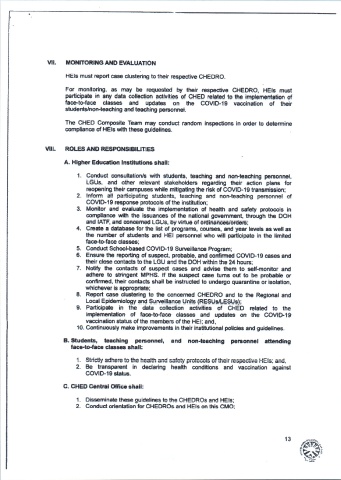 VII. MONITORING AND EVALUATION
HEIs must report case clustering to their respective CHEDRO.
For monitoring, as may be requested by their respective CHEDRO, HEIs must
participate in any data collection activities of CHED related to the implementation of
face-to-face classes and updates on the COVID-19 vaccination of their
students/non-teaching and teaching personnel.
The CHED Composite Team may conduct random inspections in order to determine
compliance of HEIs with these guidelines.
VIII. ROLES AND RESPONSIBILITIES
A. Higher Education Institutions shall:
1. Conduct consultation/s with students, teaching and non-teaching personnel,
LGUs, and other relevant stakeholders regarding their action plans for
reopening their campuses while mitigating the risk of COVID-19 transmission;
2. Inform all participating students, teaching and non-teaching personnel of
COVID-19 response protocols of the institution;
3. Monitor and evaluate the implementation of health and safety protocols in
compliance with the issuances of the national government, through the DOH
and IATF, and concerned LGUs, by virtue of ordinances/orders;
4. Create a database for the list of programs, courses, and year levels as well as
the number of students and HEI personnel who will participate in the limited
face-to-face classes;
5. Conduct School-based COVID-19 Surveillance Program;
6. Ensure the reporting of suspect, probable, and confirmed COVID-19 cases and
their close contacts to the LGU and the DOH within the 24 hours;
7. Notify the contacts of suspect cases and advise them to self-monitor and
adhere to stringent MPHS. If the suspect case turns out to be probable or
confirmed, their contacts shall be instructed to undergo quarantine or isolation,
whichever is appropriate;
8. Report case clustering to the concerned CHEDRO and to the Regional and
Local Epidemiology and Surveillance Units (RESUs/LESUs);
9. Participate in the data collection activities of CHED related to the
implementation of face-to-face classes and updates on the COVID-19
vaccination status of the members of the HEI; and,
10. Continuously make improvements in their institutional policies and guidelines.
B. Students, teaching personnel, and non-teaching personnel attending
face-to-face classes shall:
1. Strictly adhere to the health and safety protocols of their respective HEIs; and,
2. Be transparent in declaring health conditions and vaccination against
COVID-19 status.
C. CHED Central Office shall:
1. Disseminate these guidelines to the CHEDROs and HEIs;
2. Conduct orientation for CHEDROs and HEIs on this CMO;
13